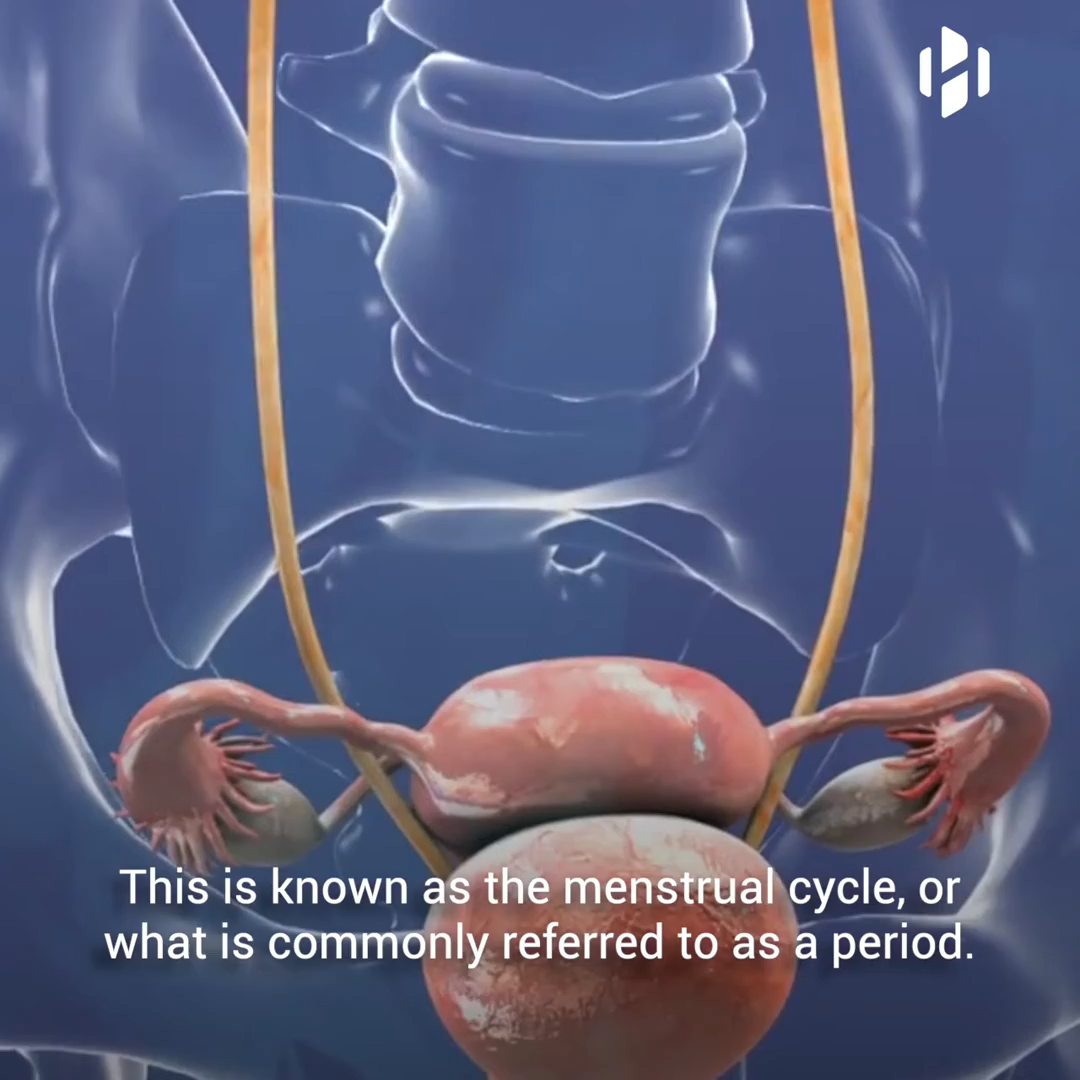 This is known as the menstrual cycle, or
what is commonly referred to as a period.